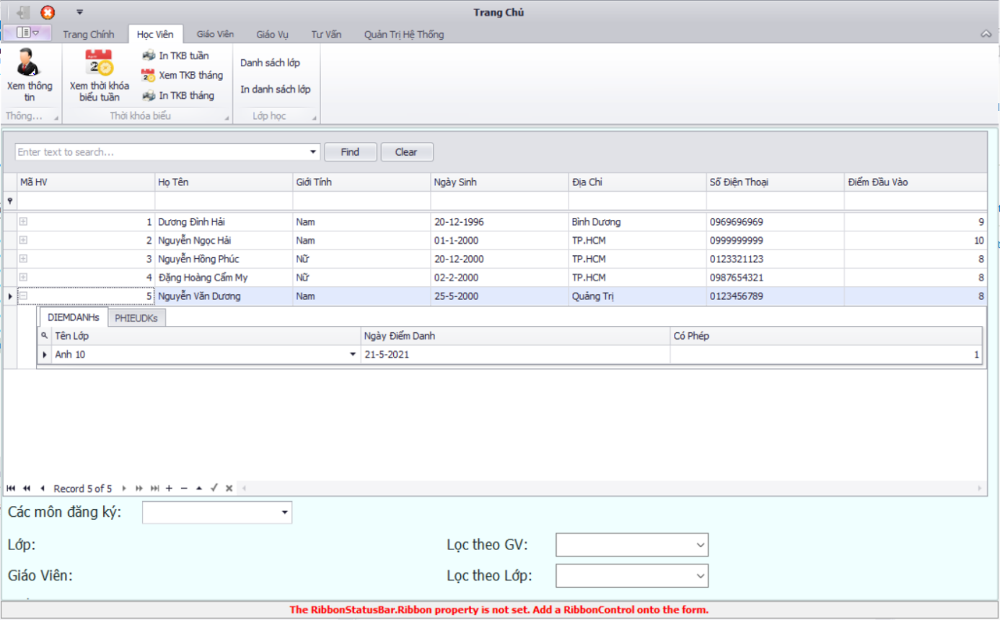 Trang Chủ
Trang Chính Học Viên Giáo Viên Giáo Vụ Tư Vấn Quản Trị Hệ Thống
Xem thông tin
Xem thời khóa biểu tuần
In TKB tuần
Xem TKB tháng
In TKB tháng
Danh sách lớp
In danh sách lớp
Thông... Thời khóa biểu Lớp học
Enter text to search... Find Clear
Mã HV Họ Tên Giới Tính Ngày Sinh Địa Chỉ Số Điện Thoại Điểm Đầu Vào
1 Dương Đình Hải Nam 20-12-1996 Bình Dương 0969696969 9
2 Nguyễn Ngọc Hải Nam 01-1-2000 TP.HCM 0999999999 10
3 Nguyễn Hồng Phúc Nữ 20-12-2000 TP.HCM 0123321123 8
4 Đặng Hoàng Cẩm My Nữ 02-2-2000 TP.HCM 0987654321 8
5 Nguyễn Văn Dương Nam 25-5-2000 Quảng Trị 0123456789 8
DIEMDANHs PHIEUDKs
Tên Lớp Ngày Điểm Danh Có Phép
Anh 10 21-5-2021 1
Record 5 of 5
Các môn đăng ký:
Lớp: Lọc theo GV:
Giáo Viên: Lọc theo Lớp:
The RibbonStatusBar.Ribbon property is not set. Add a RibbonControl onto the form.